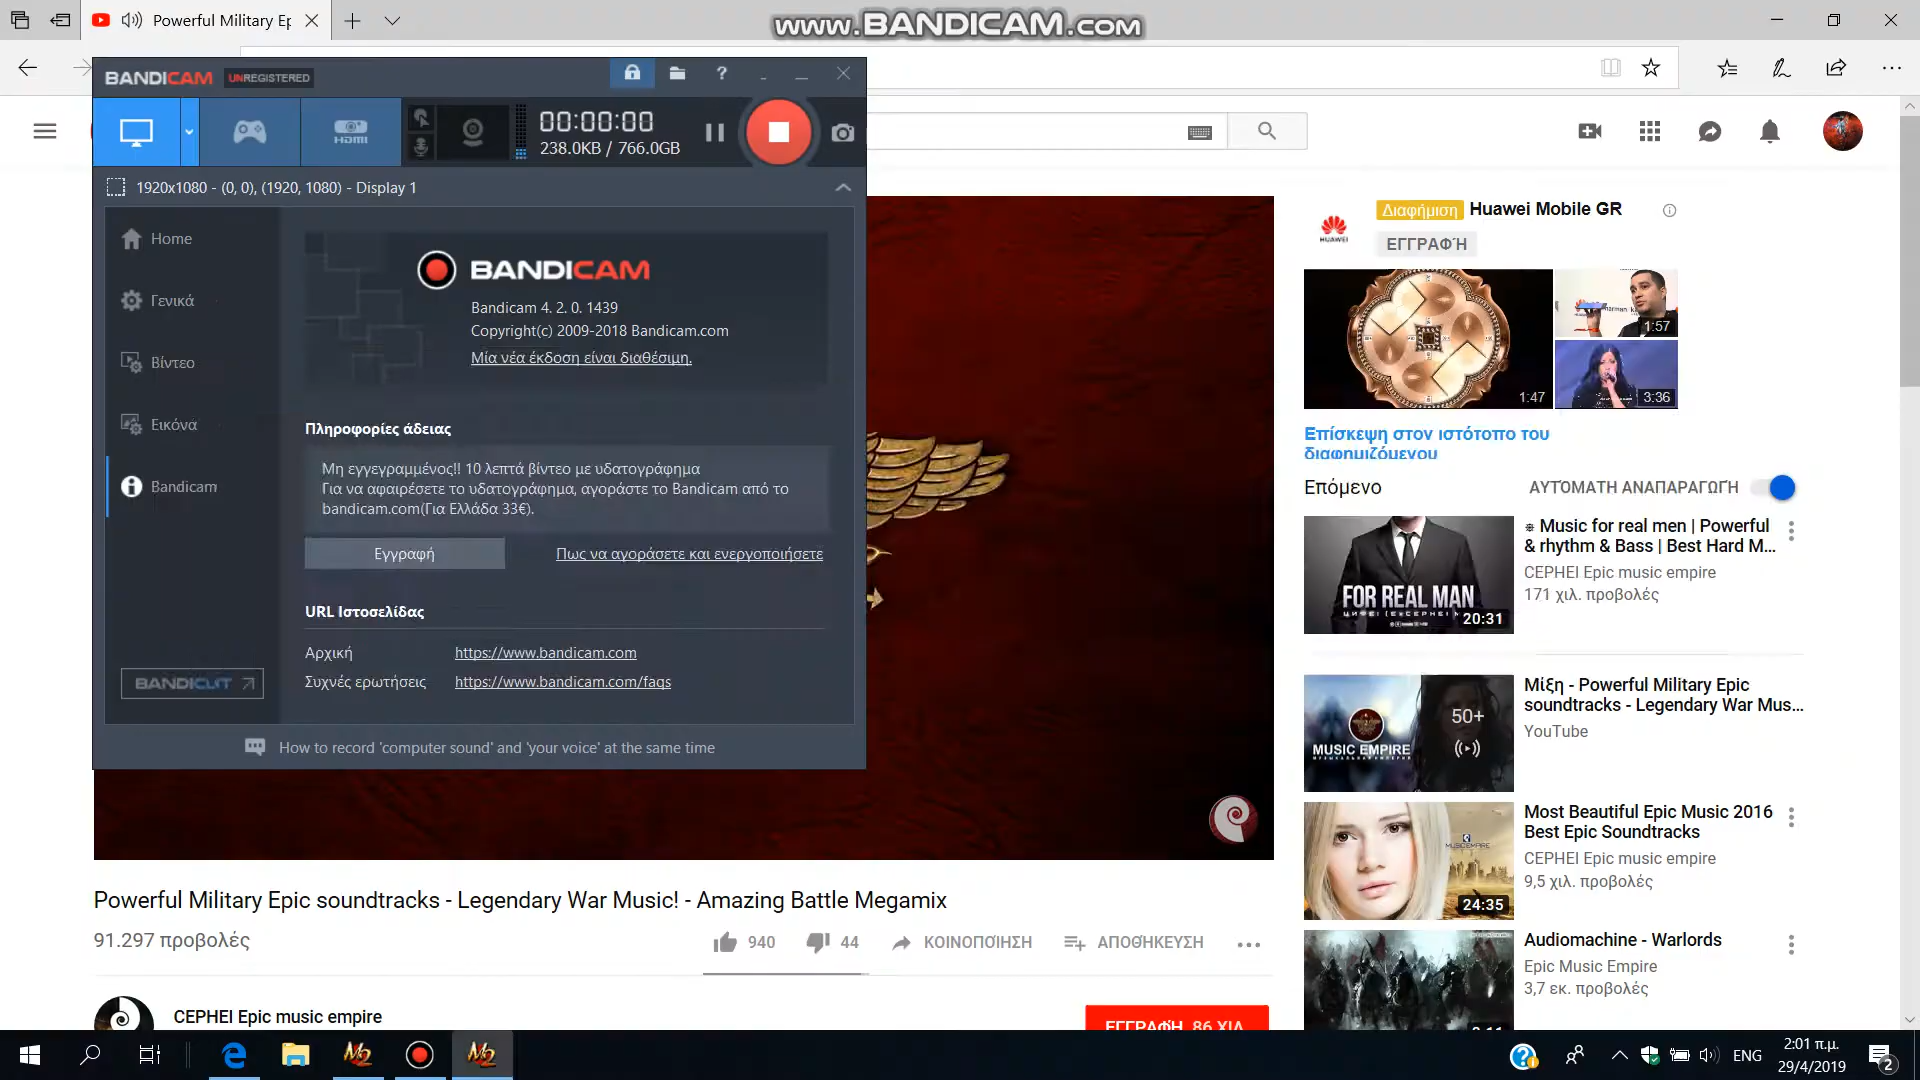 Powerful Military Ep
www.BANDICAM.com
BANDICAM UNREGISTERED
?
HDMI
00:00:00
238.0KB / 766.0GB
1920x1080 - (0, 0), (1920, 1080) - Display 1
Home
Γενικά
Βίντεο
Εικόνα
Bandicam
BANDICUT
BANDICAM
Bandicam 4. 2. 0. 1439
Copyright(c) 2009-2018 Bandicam.com
Μία νέα έκδοση είναι διαθέσιμη.
Πληροφορίες άδειας
Μη εγγεγραμμένος!! 10 λεπτά βίντεο με υδατογράφημα
Για να αφαιρέσετε το υδατογράφημα, αγοράστε το Bandicam από το
bandicam.com(Για Ελλάδα 33€).
Εγγραφή
Πως να αγοράσετε και ενεργοποιήσετε
URL Ιστοσελίδας
Αρχική https://www.bandicam.com
Συχνές ερωτήσεις https://www.bandicam.com/faqs
How to record 'computer sound' and 'your voice' at the same time
Powerful Military Epic soundtracks - Legendary War Music! - Amazing Battle Megamix
91.297 προβολές
940
44
ΚΟΙΝΟΠΟΊΗΣΗ
ΑΠΟΘΉΚΕΥΣΗ
CEPHEI Epic music empire
ΕΓΓΡΑΦΉ 86 ΧΙΛ.
HUAWEI
Διαφήμιση Huawei Mobile GR
ΕΓΓΡΑΦΉ
1:47
1:57
3:36
Επίσκεψη στον ιστότοπο του
διαφημιζόμενου
Επόμενο
ΑΥΤΌΜΑΤΗ ΑΝΑΠΑΡΑΓΩΓΉ
FOR REAL MAN
20:31
⎈ Music for real men | Powerful
& rhythm & Bass | Best Hard M...
CEPHEI Epic music empire
171 χιλ. προβολές
MUSIC EMPIRE
50+
Μίξη - Powerful Military Epic
soundtracks - Legendary War Mus...
YouTube
24:35
Most Beautiful Epic Music 2016
Best Epic Soundtracks
CEPHEI Epic music empire
9,5 χιλ. προβολές
Audiomachine - Warlords
Epic Music Empire
3,7 εκ. προβολές
ENG
2:01 π.μ.
29/4/2019
2